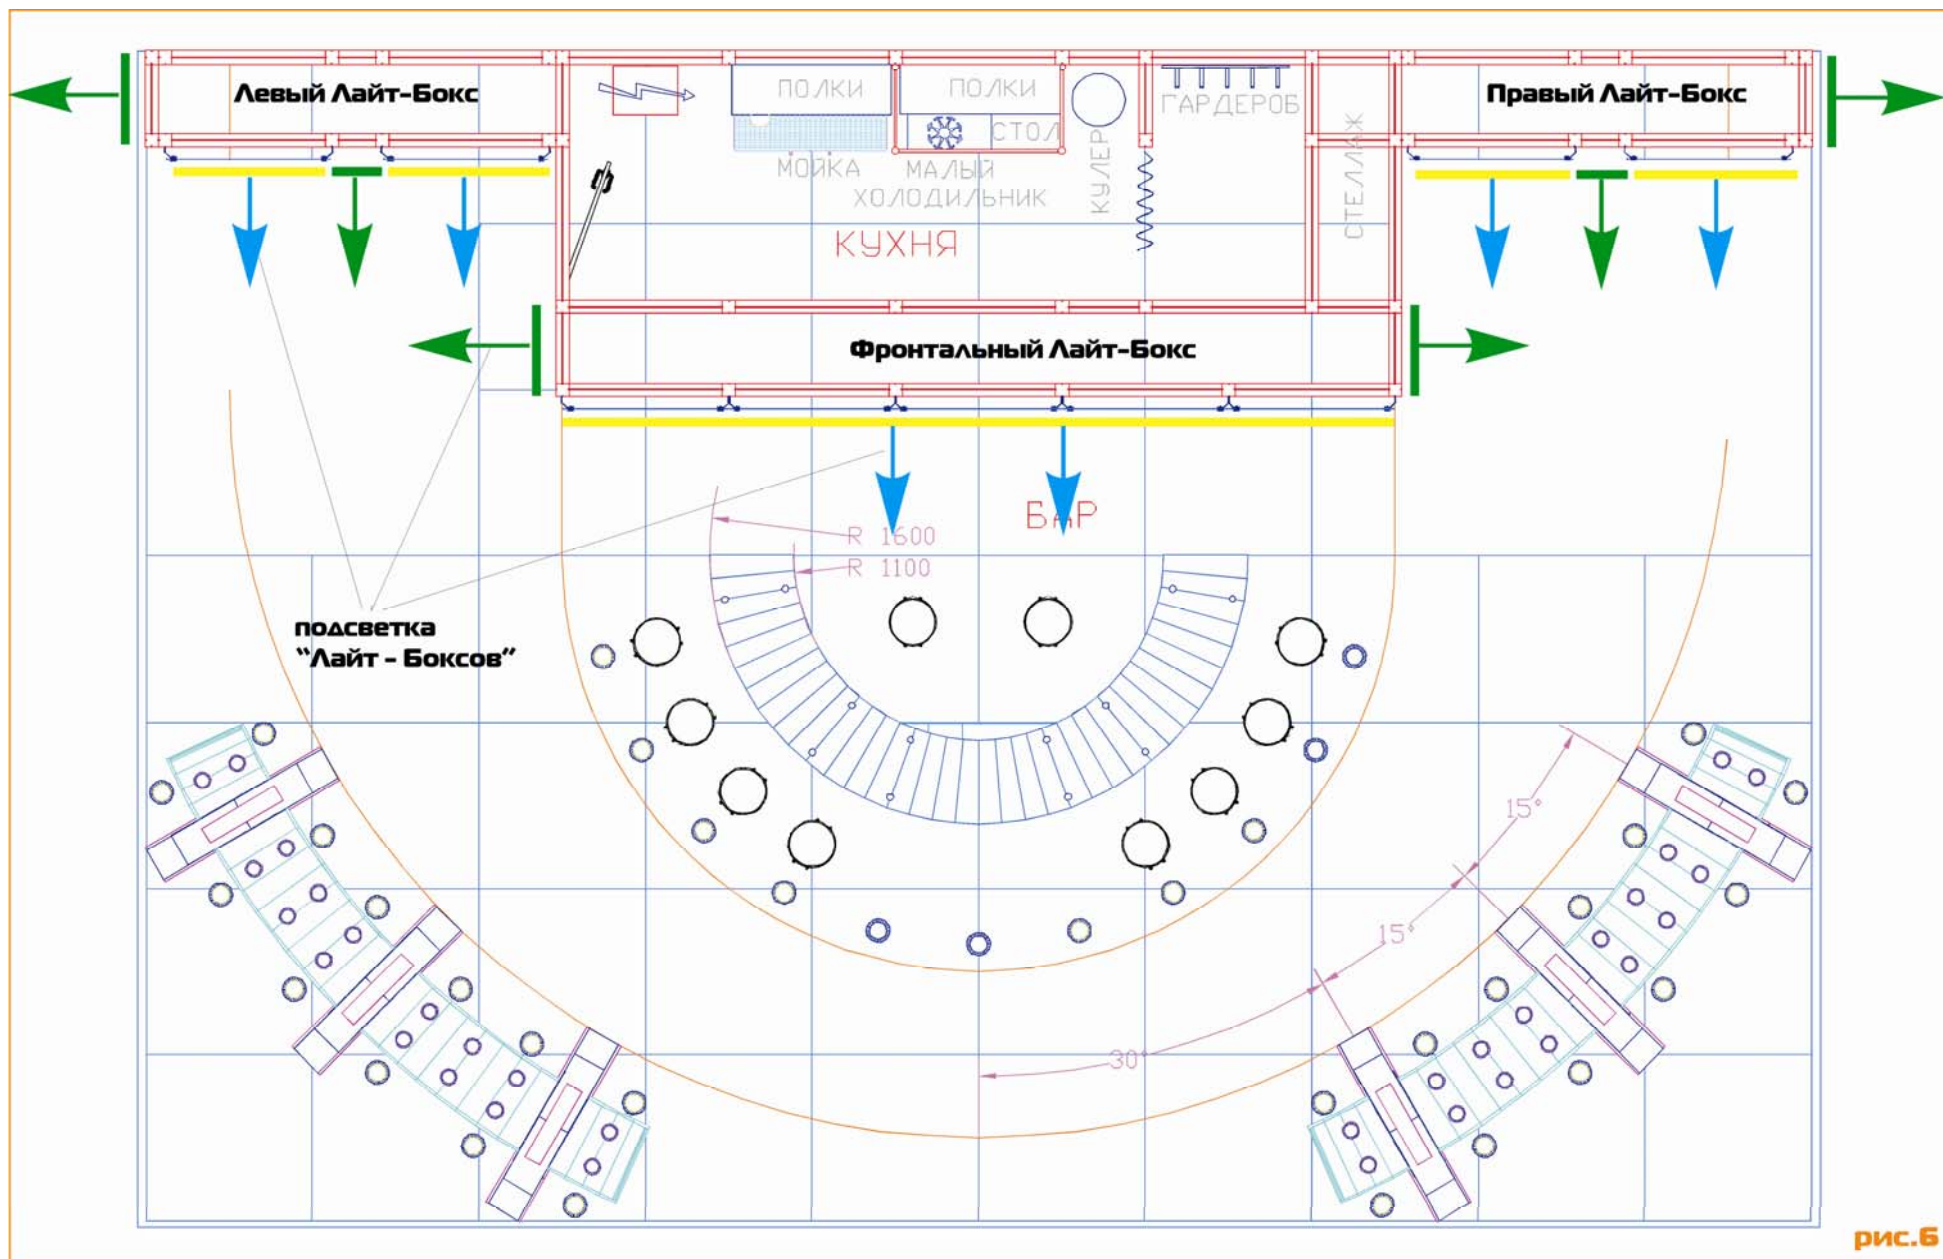 Левый Лайт-Бокс
ПОЛКИ
ПОЛКИ
ГАРДЕРОБ
Правый Лайт-Бокс
СТОЛ
МОЙКА
МАЛЫЙ
ХОЛОДИЛЬНИК
КУЛЕР
СТЕЛЛАЖ
КУХНЯ
Фронтальный Лайт-Бокс
БАР
R 1600
R 1100
подсветка
"Лайт - Боксов"
15°
15°
30°
рис.6